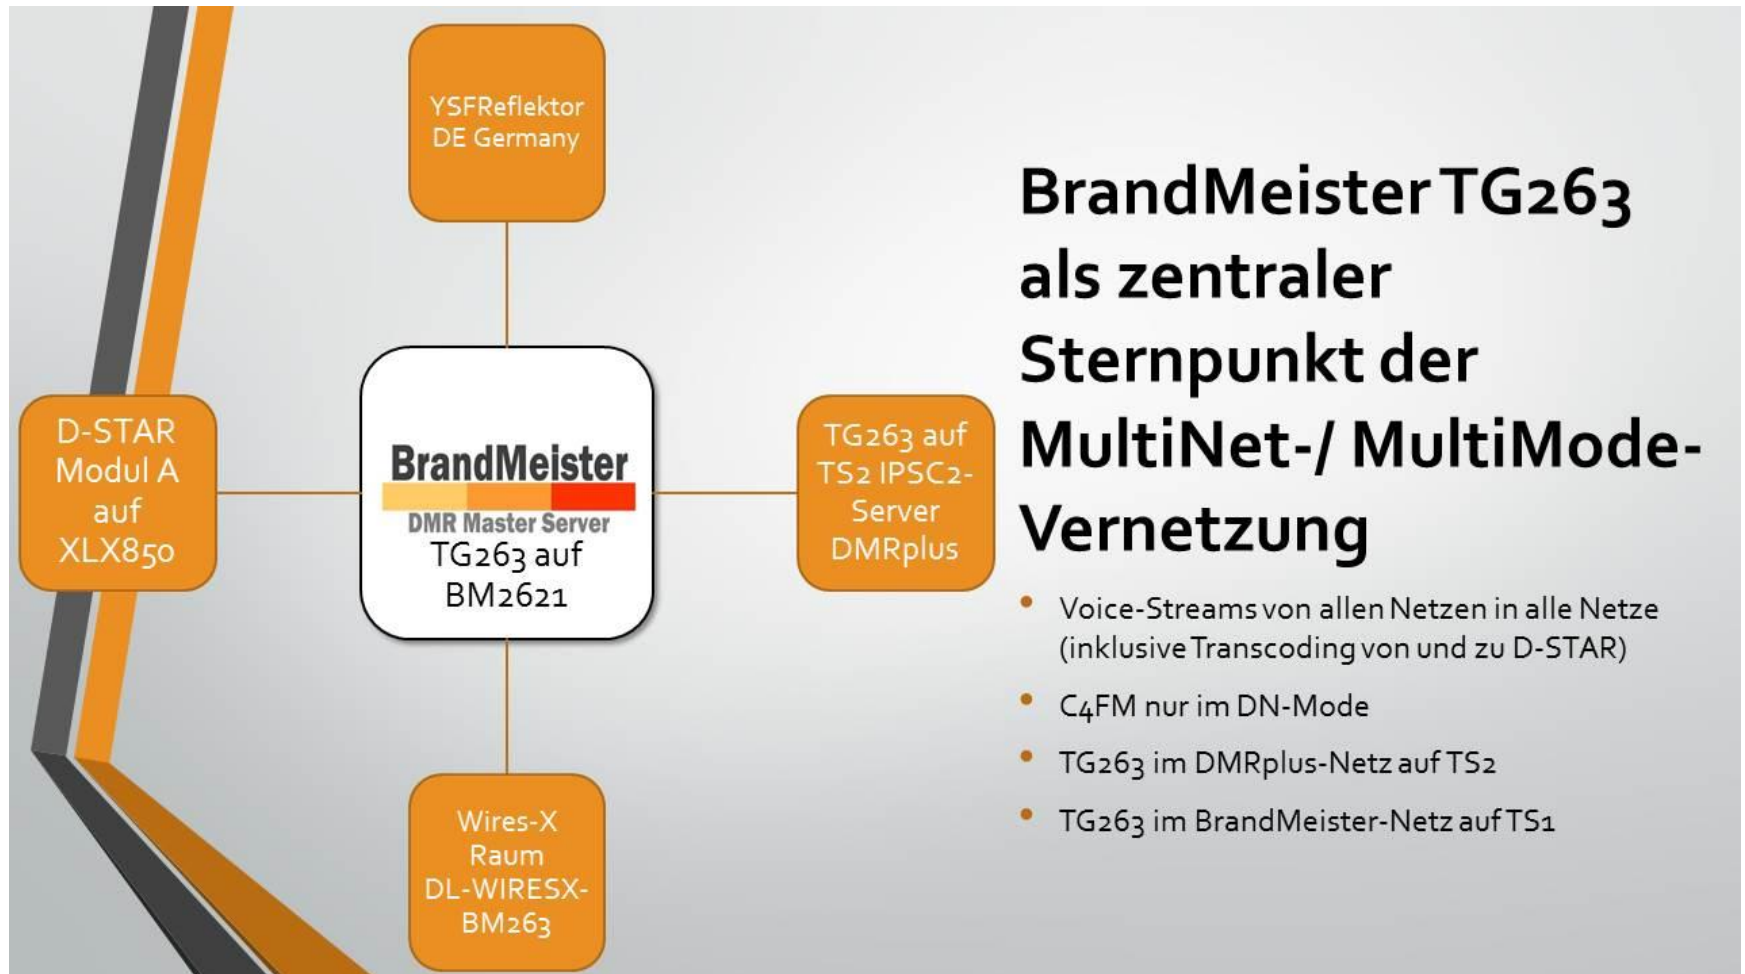 YSFReflektor
DE Germany
D-STAR
Modul A
auf
XLX850
BrandMeister
DMR Master Server
TG263 auf
BM2621
TG263 auf
TS2 IPSC2-
Server
DMRplus
Wires-X
Raum
DL-WIRESX-
BM263
BrandMeister TG263
als zentraler
Sternpunkt der
MultiNet-/ MultiMode-
Vernetzung
• Voice-Streams von allen Netzen in alle Netze
(inklusive Transcoding von und zu D-STAR)
• C4FM nur im DN-Mode
• TG263 im DMRplus-Netz auf TS2
• TG263 im BrandMeister-Netz auf TS1